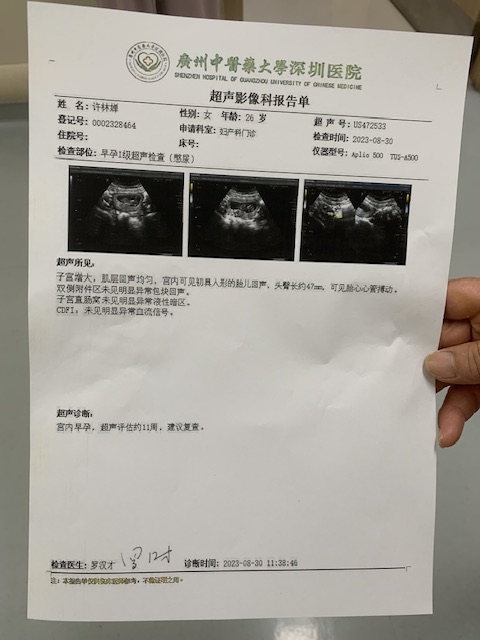 廣州中醫藥大學深圳医院
SHENZHEN HOSPITAL OF GUANGZHOU UNIVERSITY OF CHINESE MEDICINE
超声影像科报告单
姓 名：许林婵 性别：女 年龄：26 岁 超 声 号：US472533
登记号：0002328464 申请科室：妇产科门诊 检查时间：2023-08-30
住院号： 床号： 仪器型号：Aplio 500 TUS-A500
检查部位：早孕I级超声检查（憋尿）
超声所见：
子宫增大；肌层回声均匀，宫内可见初具人形的胎儿回声，头臀长约47mm，可见胎心心管搏动。
双侧附件区未见明显异常包块回声。
子宫直肠窝未见明显异常液性暗区。
CDFI：未见明显异常血流信号。
超声诊断：
宫内早孕，超声评估约11周，建议复查。
检查医生：罗汉才 诊断时间：2023-08-30 11:38:46
注：本报告单仅供临床医师参考，不做证明之用。